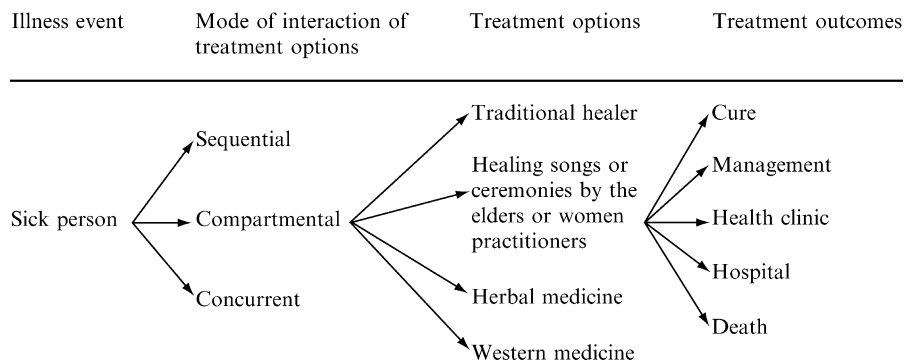 Illness event
Mode of interaction of
treatment options
Treatment options
Treatment outcomes
Sick person
Sequential
Compartmental
Concurrent
Traditional healer
Healing songs or
ceremonies by the
elders or women
practitioners
Herbal medicine
Western medicine
Cure
Management
Health clinic
Hospital
Death